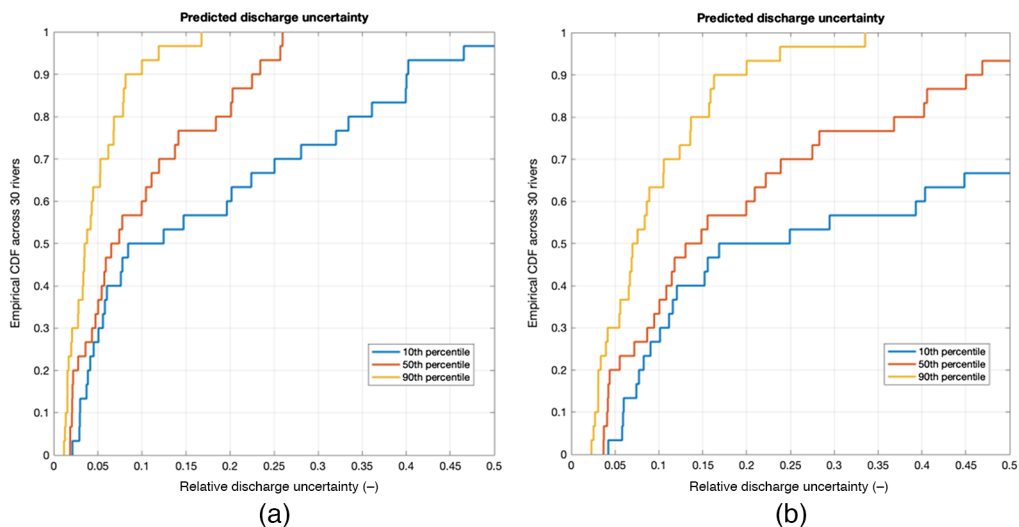 Predicted discharge uncertainty
1
0.9
0.8
0.7
0.6
0.5
0.4
0.3
0.2
0.1
0
Empirical CDF across 30 rivers
10th percentile
50th percentile
90th percentile
0 0.05 0.1 0.15 0.2 0.25 0.3 0.35 0.4 0.45 0.5
Relative discharge uncertainty (–)
(a)
Predicted discharge uncertainty
1
0.9
0.8
0.7
0.6
0.5
0.4
0.3
0.2
0.1
0
Empirical CDF across 30 rivers
10th percentile
50th percentile
90th percentile
0 0.05 0.1 0.15 0.2 0.25 0.3 0.35 0.4 0.45 0.5
Relative discharge uncertainty (–)
(b)